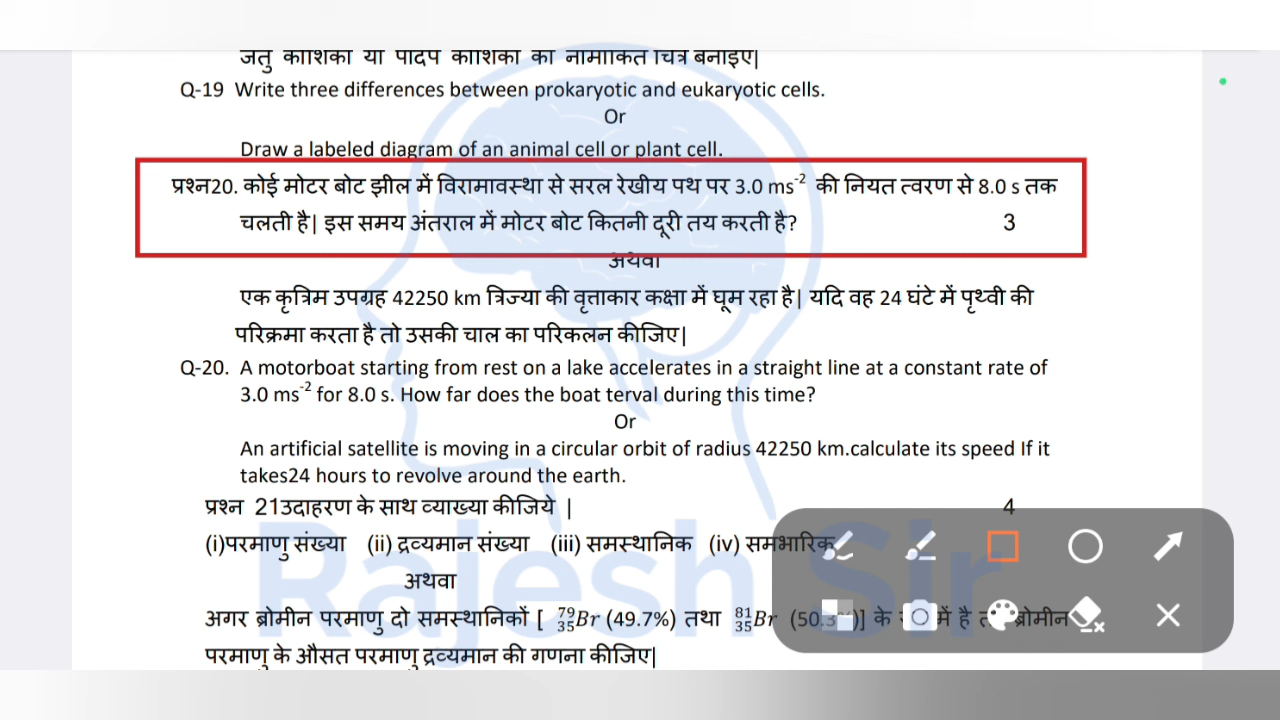 जंतु कोशिका या पादप कोशिका का नामांकित चित्र बनाइए|
Q-19 Write three differences between prokaryotic and eukaryotic cells.
Or
Draw a labeled diagram of an animal cell or plant cell.
प्रश्न20. कोई मोटर बोट झील में विरामावस्था से सरल रेखीय पथ पर 3.0 ms⁻² की नियत त्वरण से 8.0 s तक
चलती है| इस समय अंतराल में मोटर बोट कितनी दूरी तय करती है? 3
अथवा
एक कृत्रिम उपग्रह 42250 km त्रिज्या की वृत्ताकार कक्षा में घूम रहा है| यदि वह 24 घंटे में पृथ्वी की
परिक्रमा करता है तो उसकी चाल का परिकलन कीजिए|
Q-20. A motorboat starting from rest on a lake accelerates in a straight line at a constant rate of
3.0 ms⁻² for 8.0 s. How far does the boat terval during this time?
Or
An artificial satellite is moving in a circular orbit of radius 42250 km.calculate its speed If it
takes24 hours to revolve around the earth.
प्रश्न 21उदाहरण के साथ व्याख्या कीजिये | 4
(i)परमाणु संख्या (ii) द्रव्यमान संख्या (iii) समस्थानिक (iv) समभारिक
अथवा
अगर ब्रोमीन परमाणु दो समस्थानिकों [ ⁷⁹₃₅Br (49.7%) तथा ⁸¹₃₅Br (50.3%)] के में है ब्रोमीन
परमाणु के औसत परमाणु द्रव्यमान की गणना कीजिए|
Rajesh Sir